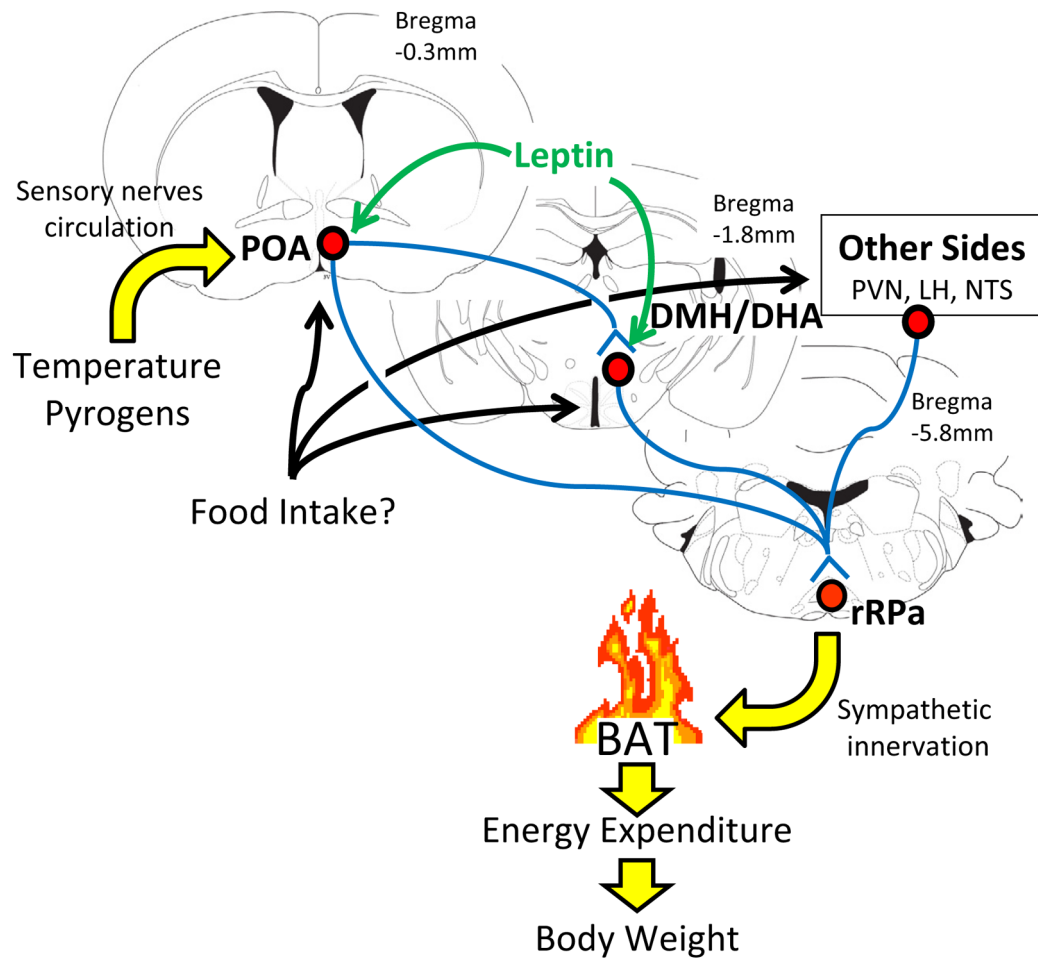 Bregma
-0.3mm
Leptin
Sensory nerves
circulation
POA
Bregma
-1.8mm
Other Sides
PVN, LH, NTS
DMH/DHA
Temperature
Pyrogens
Bregma
-5.8mm
Food Intake?
rRPa
Sympathetic
innervation
BAT
Energy Expenditure
Body Weight